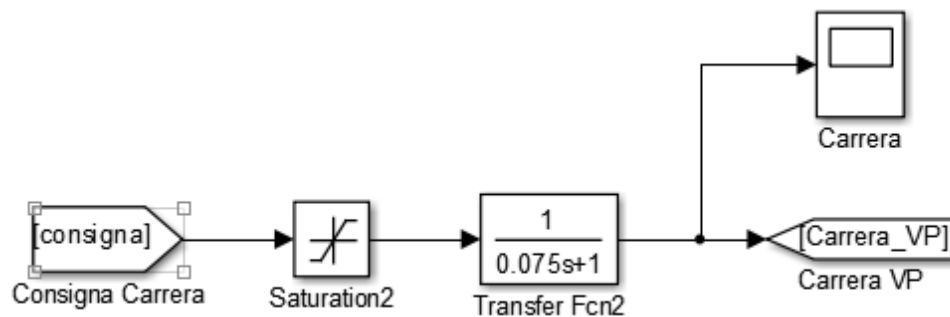 Carrera
[consigna]
Consigna Carrera
Saturation2
1
0.075s+1
Transfer Fcn2
[Carrera_VP]
Carrera VP